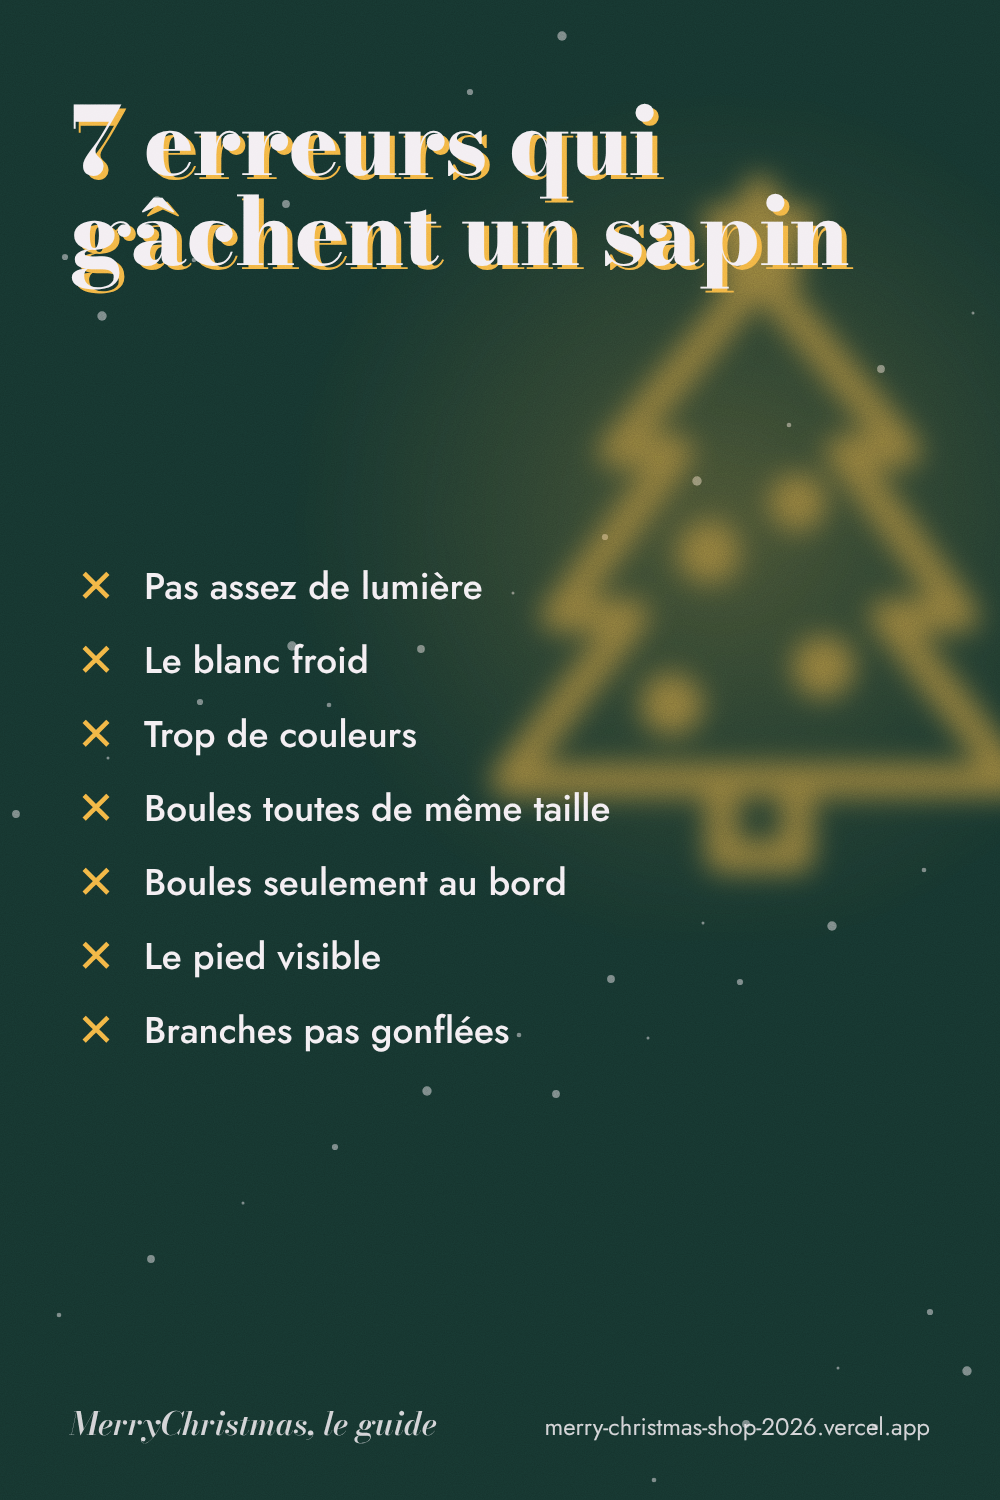 7 erreurs qui
gâchent un sapin
✕ Pas assez de lumière
✕ Le blanc froid
✕ Trop de couleurs
✕ Boules toutes de même taille
✕ Boules seulement au bord
✕ Le pied visible
✕ Branches pas gonflées
MerryChristmas, le guide
merry-christmas-shop-2026.vercel.app